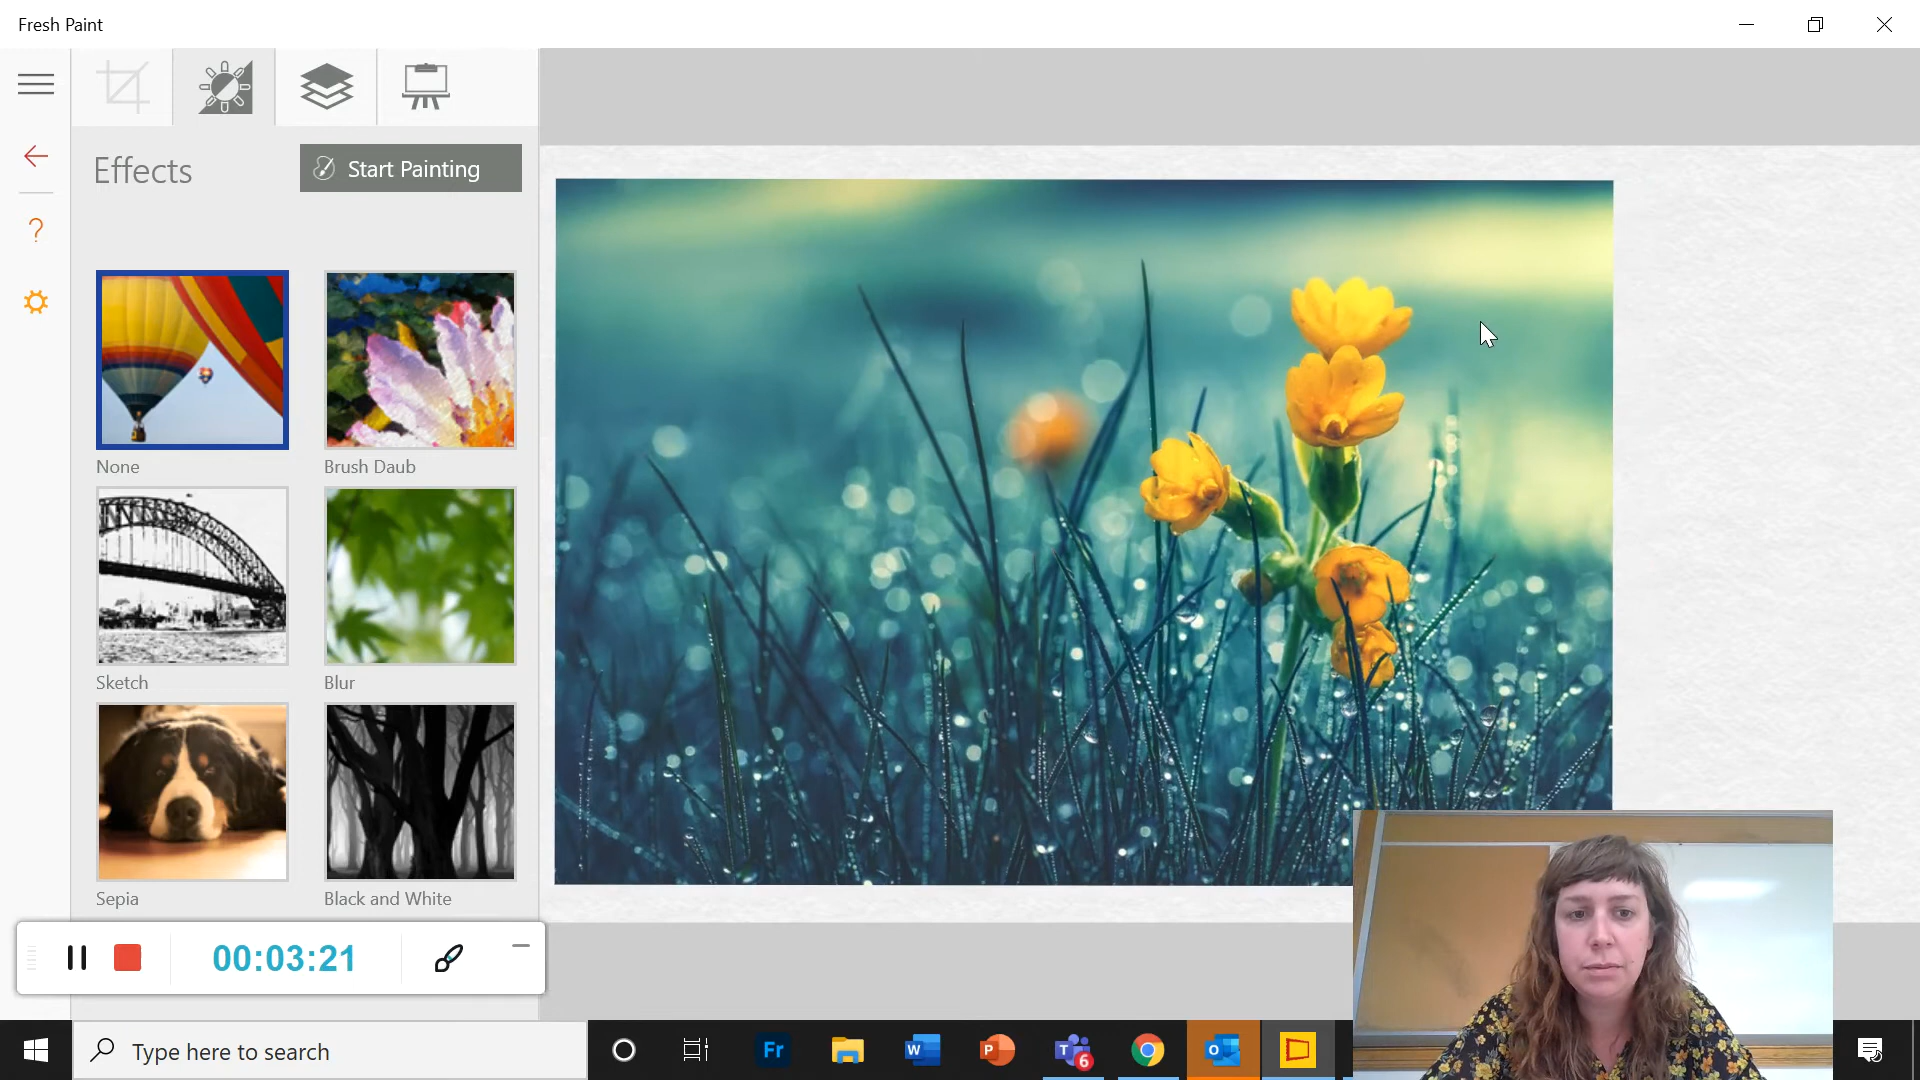 Fresh Paint
Effects
Start Painting
None
Brush Daub
Sketch
Blur
Sepia
Black and White
00:03:21
Type here to search
Fr
W
P
T
6
O